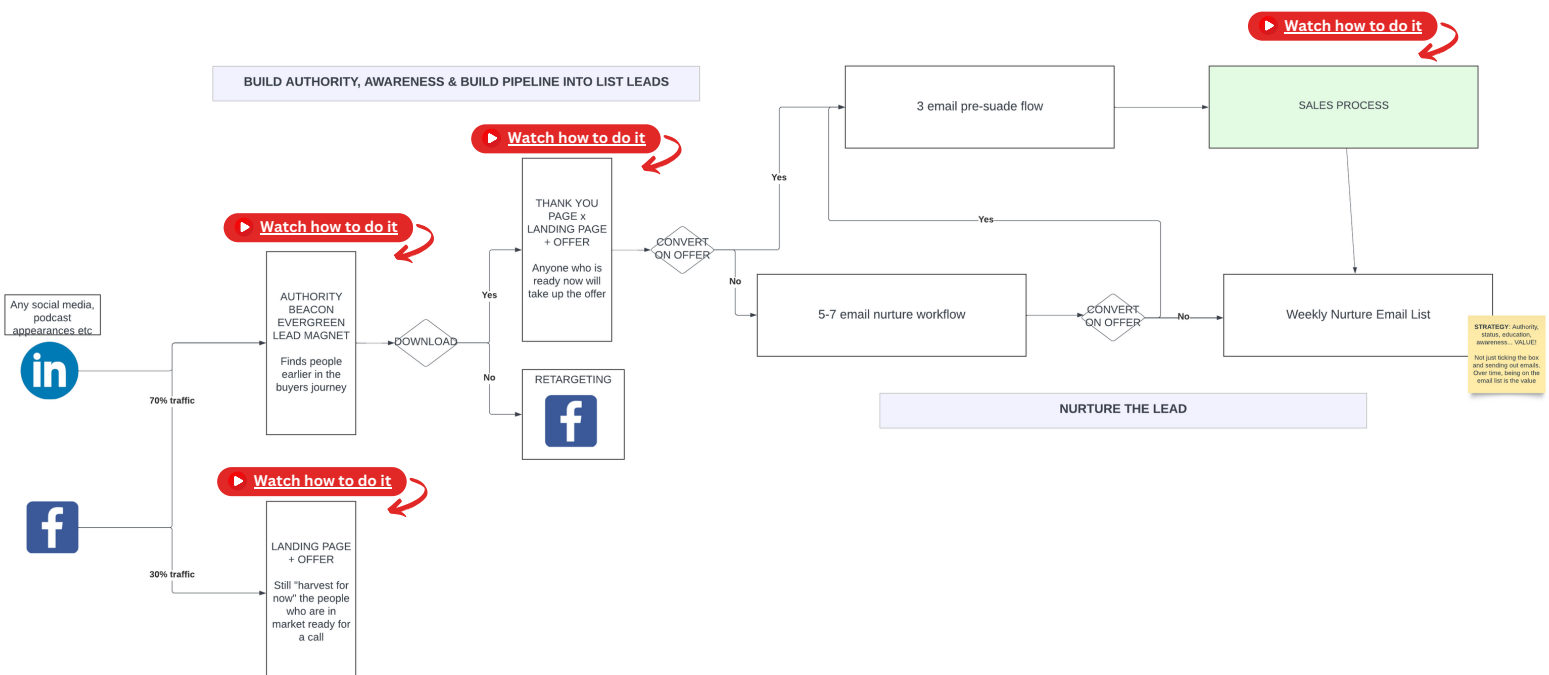 Watch how to do it
BUILD AUTHORITY, AWARENESS & BUILD PIPELINE INTO LIST LEADS
3 email pre-suade flow
SALES PROCESS
Watch how to do it
THANK YOU
PAGE x
LANDING PAGE
+ OFFER
Anyone who is
ready now will
take up the offer
Yes
CONVERT
ON OFFER
Yes
No
Watch how to do it
AUTHORITY
BEACON
EVERGREEN
LEAD MAGNET
Finds people
earlier in the
buyers journey
Any social media,
podcast
appearances etc
in
70% traffic
DOWNLOAD
Yes
No
RETARGETING
f
5-7 email nurture workflow
CONVERT
ON OFFER
No
Weekly Nurture Email List
STRATEGY: Authority,
status, education,
awareness... VALUE!
Not just ticking the box
and sending out emails.
Over time, being on the
email list is the value
NURTURE THE LEAD
Watch how to do it
f
30% traffic
LANDING PAGE
+ OFFER
Still "harvest for
now" the people
who are in
market ready for
a call